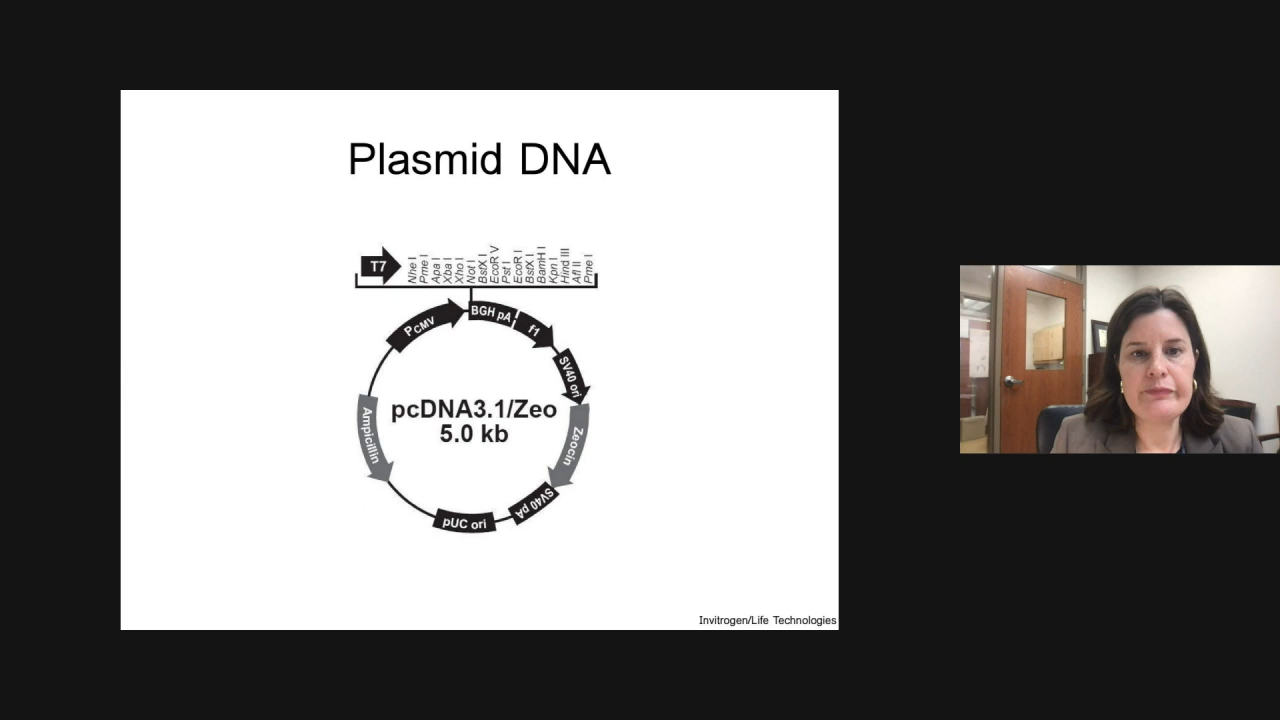 Plasmid DNA
T7
Nhe I
Pme I
Apa I
Xba I
Xho I
Not I
BstX I
EcoR V
Pst I
EcoR I
BstX I
BamH I
Kpn I
Hind III
Afl II
Pme I
PCMV
BGH pA
f1
SV40 ori
Zeocin
SV40 pA
pUC ori
Ampicillin
pcDNA3.1/Zeo
5.0 kb
Invitrogen/Life Technologies